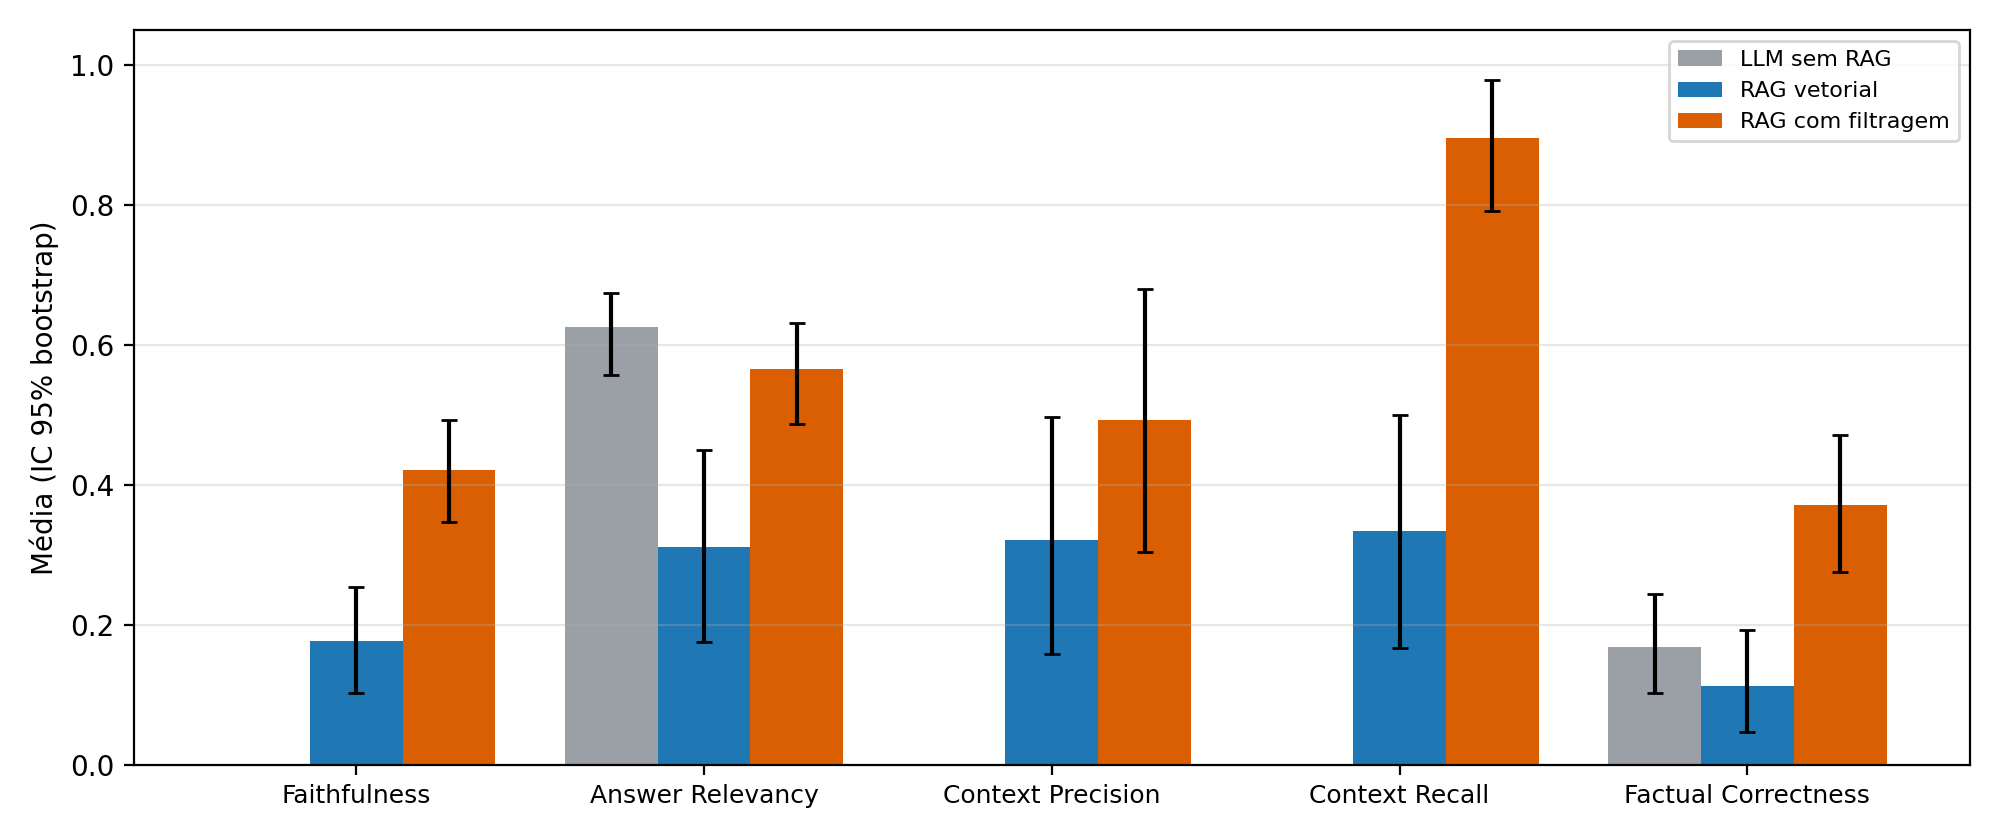 Média (IC 95% bootstrap)
1.0
0.8
0.6
0.4
0.2
0.0
LLM sem RAG
RAG vetorial
RAG com filtragem
Faithfulness
Answer Relevancy
Context Precision
Context Recall
Factual Correctness